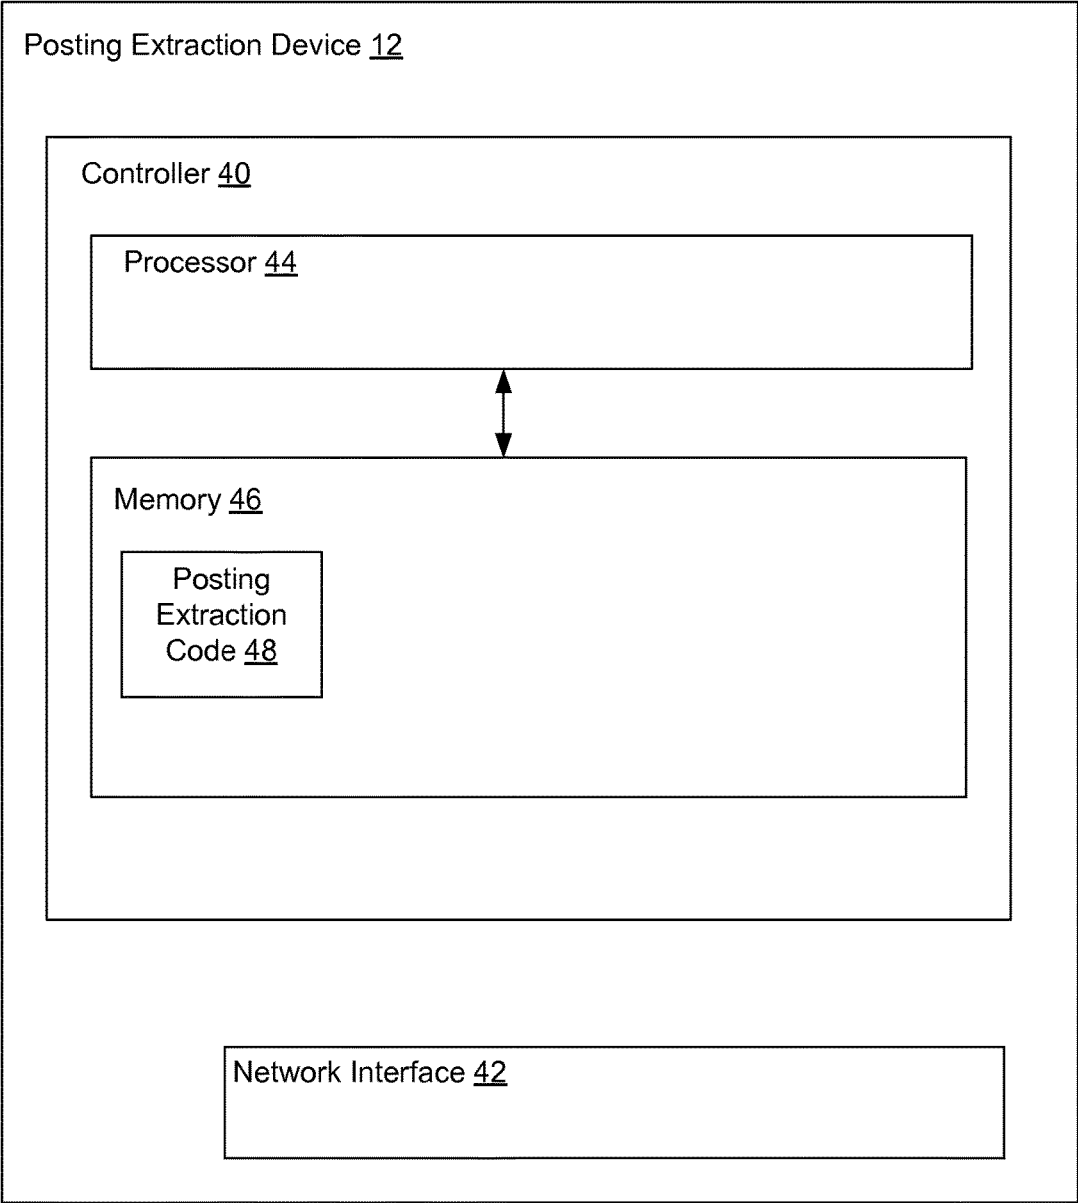 Posting Extraction Device 12
Controller 40
Processor 44
Memory 46
Posting
Extraction
Code 48
Network Interface 42